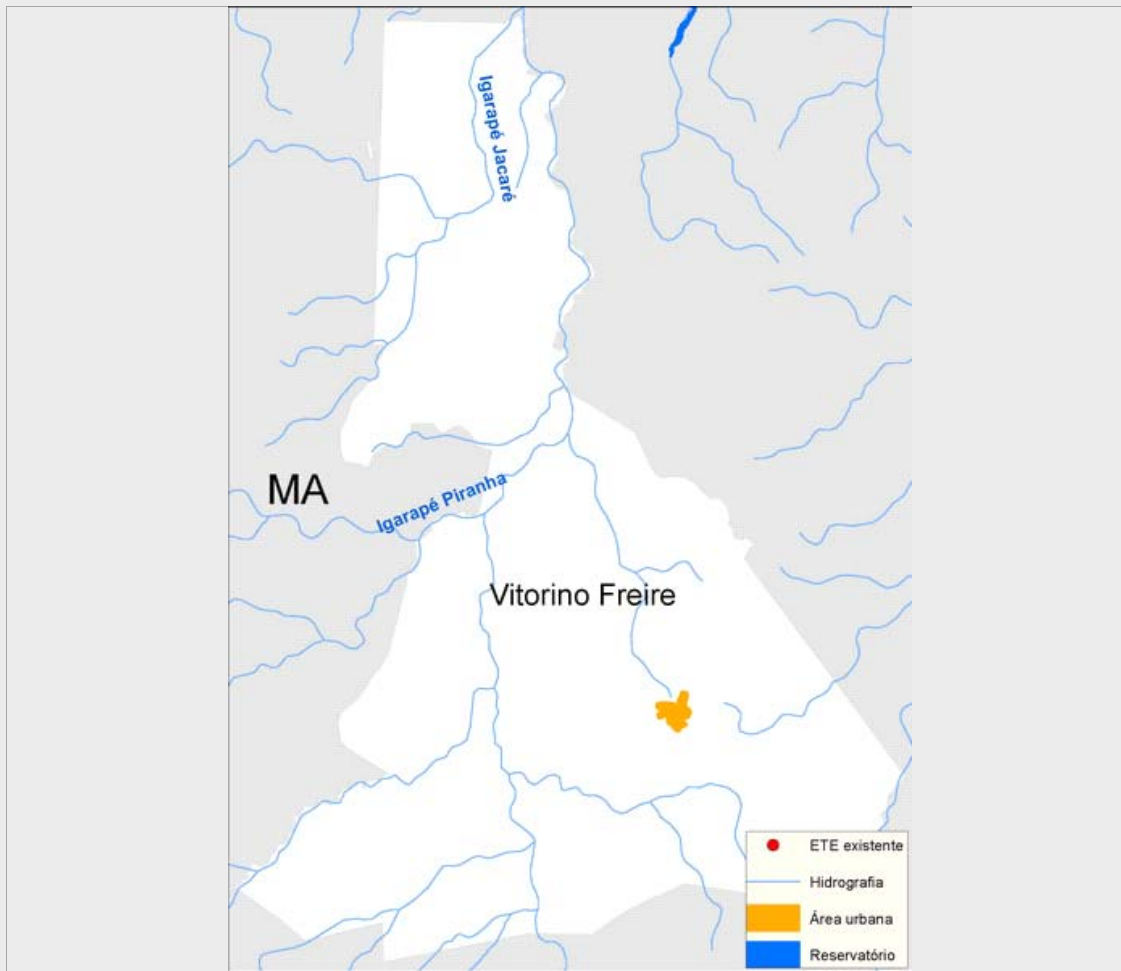 Igarapé Jacaré
MA
Igarapé Piranha
Vitorino Freire
ETE existente
Hidrografia
Área urbana
Reservatório